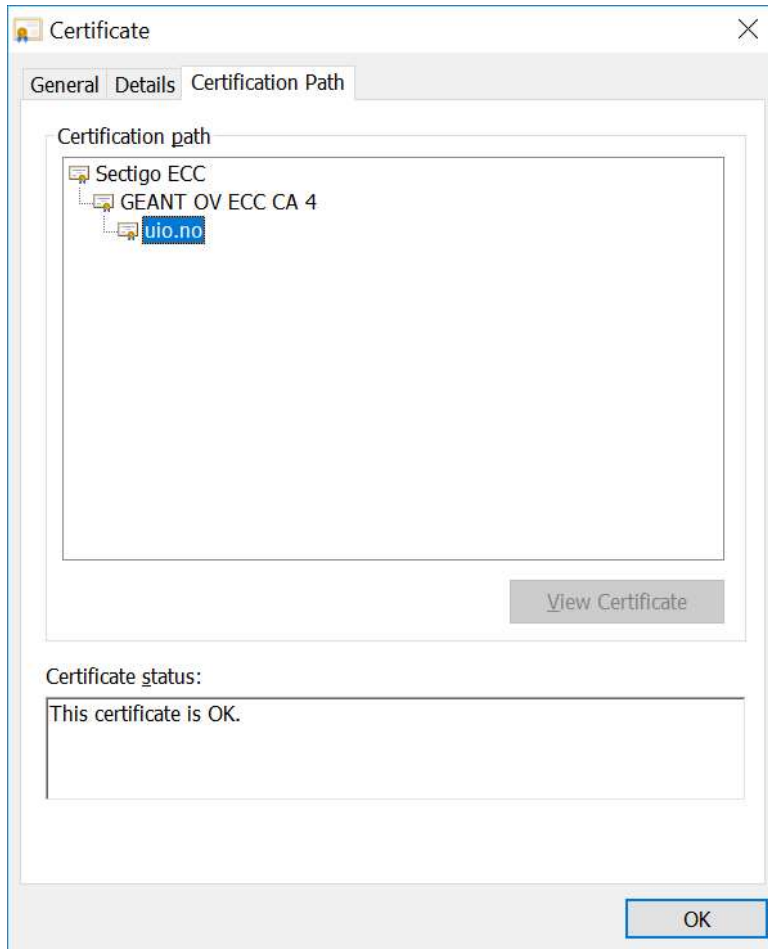 Certificate
General Details Certification Path
Certification path
Sectigo ECC
GEANT OV ECC CA 4
uio.no
View Certificate
Certificate status:
This certificate is OK.
OK